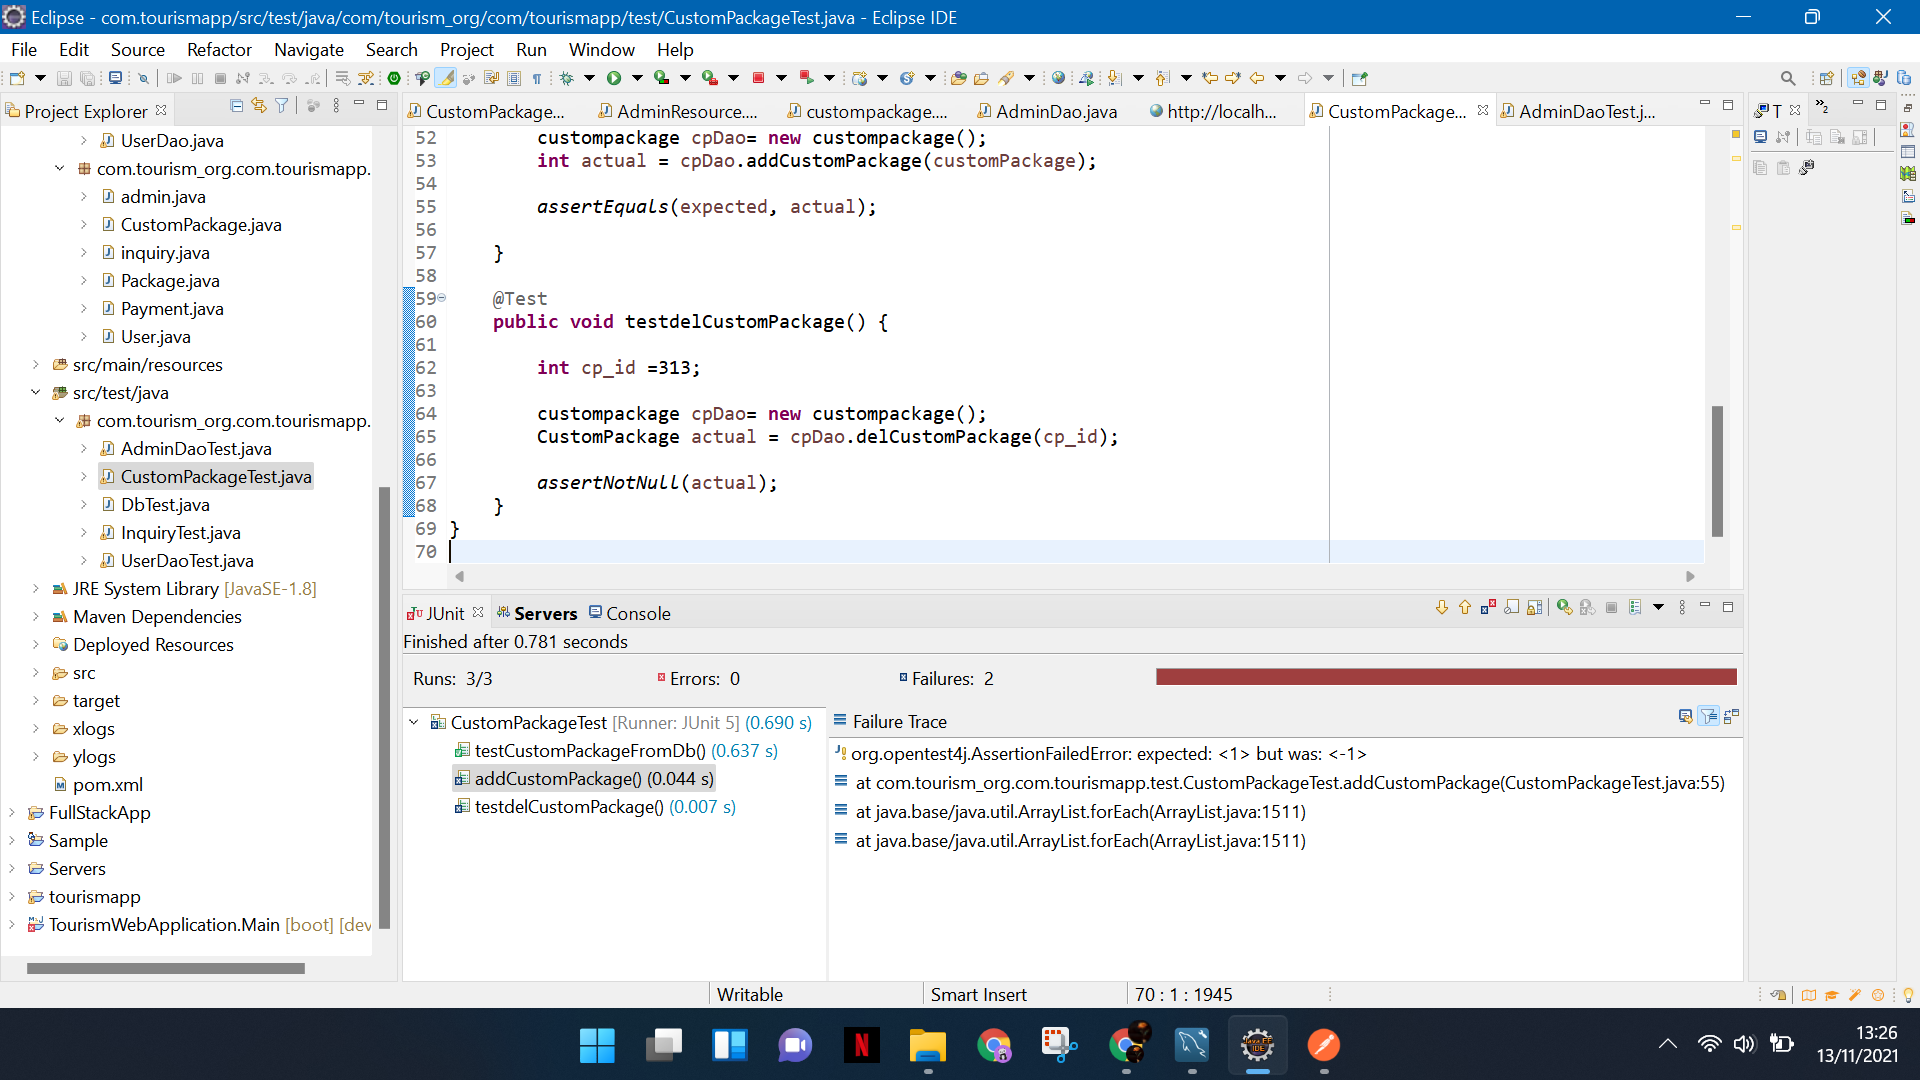 Eclipse - com.tourismapp/src/test/java/com/tourism_org/com/tourismapp/test/CustomPackageTest.java - Eclipse IDE
File Edit Source Refactor Navigate Search Project Run Window Help
Project Explorer
UserDao.java
com.tourism_org.com.tourismapp.
admin.java
CustomPackage.java
inquiry.java
Package.java
Payment.java
User.java
src/main/resources
src/test/java
com.tourism_org.com.tourismapp.
AdminDaoTest.java
CustomPackageTest.java
DbTest.java
InquiryTest.java
UserDaoTest.java
JRE System Library [JavaSE-1.8]
Maven Dependencies
Deployed Resources
src
target
xlogs
ylogs
pom.xml
FullStackApp
Sample
Servers
tourismapp
TourismWebApplication.Main [boot] [dev
CustomPackage... AdminResource.... custompackage.... AdminDao.java http://localh... CustomPackage... AdminDaoTest.j...
52 custompackage cpDao= new custompackage();
53 int actual = cpDao.addCustomPackage(customPackage);
54
55 assertEquals(expected, actual);
56
57 }
58
59 @Test
60 public void testdelCustomPackage() {
61
62 int cp_id =313;
63
64 custompackage cpDao= new custompackage();
65 CustomPackage actual = cpDao.delCustomPackage(cp_id);
66
67 assertNotNull(actual);
68 }
69 }
70
T
2
JUnit Servers Console
Finished after 0.781 seconds
Runs: 3/3 Errors: 0 Failures: 2
CustomPackageTest [Runner: JUnit 5] (0.690 s)
testCustomPackageFromDb() (0.637 s)
addCustomPackage() (0.044 s)
testdelCustomPackage() (0.007 s)
Failure Trace
org.opentest4j.AssertionFailedError: expected: <1> but was: <-1>
at com.tourism_org.com.tourismapp.test.CustomPackageTest.addCustomPackage(CustomPackageTest.java:55)
at java.base/java.util.ArrayList.forEach(ArrayList.java:1511)
at java.base/java.util.ArrayList.forEach(ArrayList.java:1511)
Writable Smart Insert 70 : 1 : 1945
13:26
13/11/2021